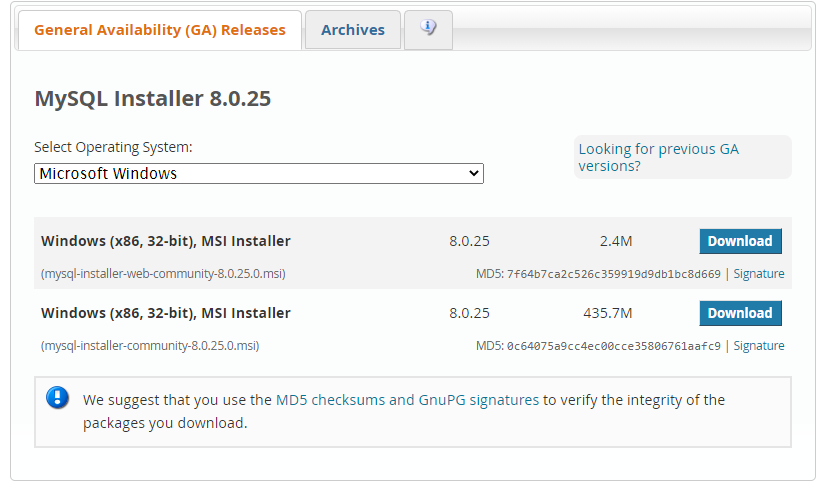 General Availability (GA) Releases
Archives
MySQL Installer 8.0.25
Select Operating System:
Microsoft Windows
Looking for previous GA
versions?
Windows (x86, 32-bit), MSI Installer 8.0.25 2.4M Download
(mysql-installer-web-community-8.0.25.0.msi) MD5: 7f64b7ca2c526c359919d9db1bc8d669 | Signature
Windows (x86, 32-bit), MSI Installer 8.0.25 435.7M Download
(mysql-installer-community-8.0.25.0.msi) MD5: 0c64075a9cc4ec00cce35806761aafc9 | Signature
We suggest that you use the MD5 checksums and GnuPG signatures to verify the integrity of the
packages you download.